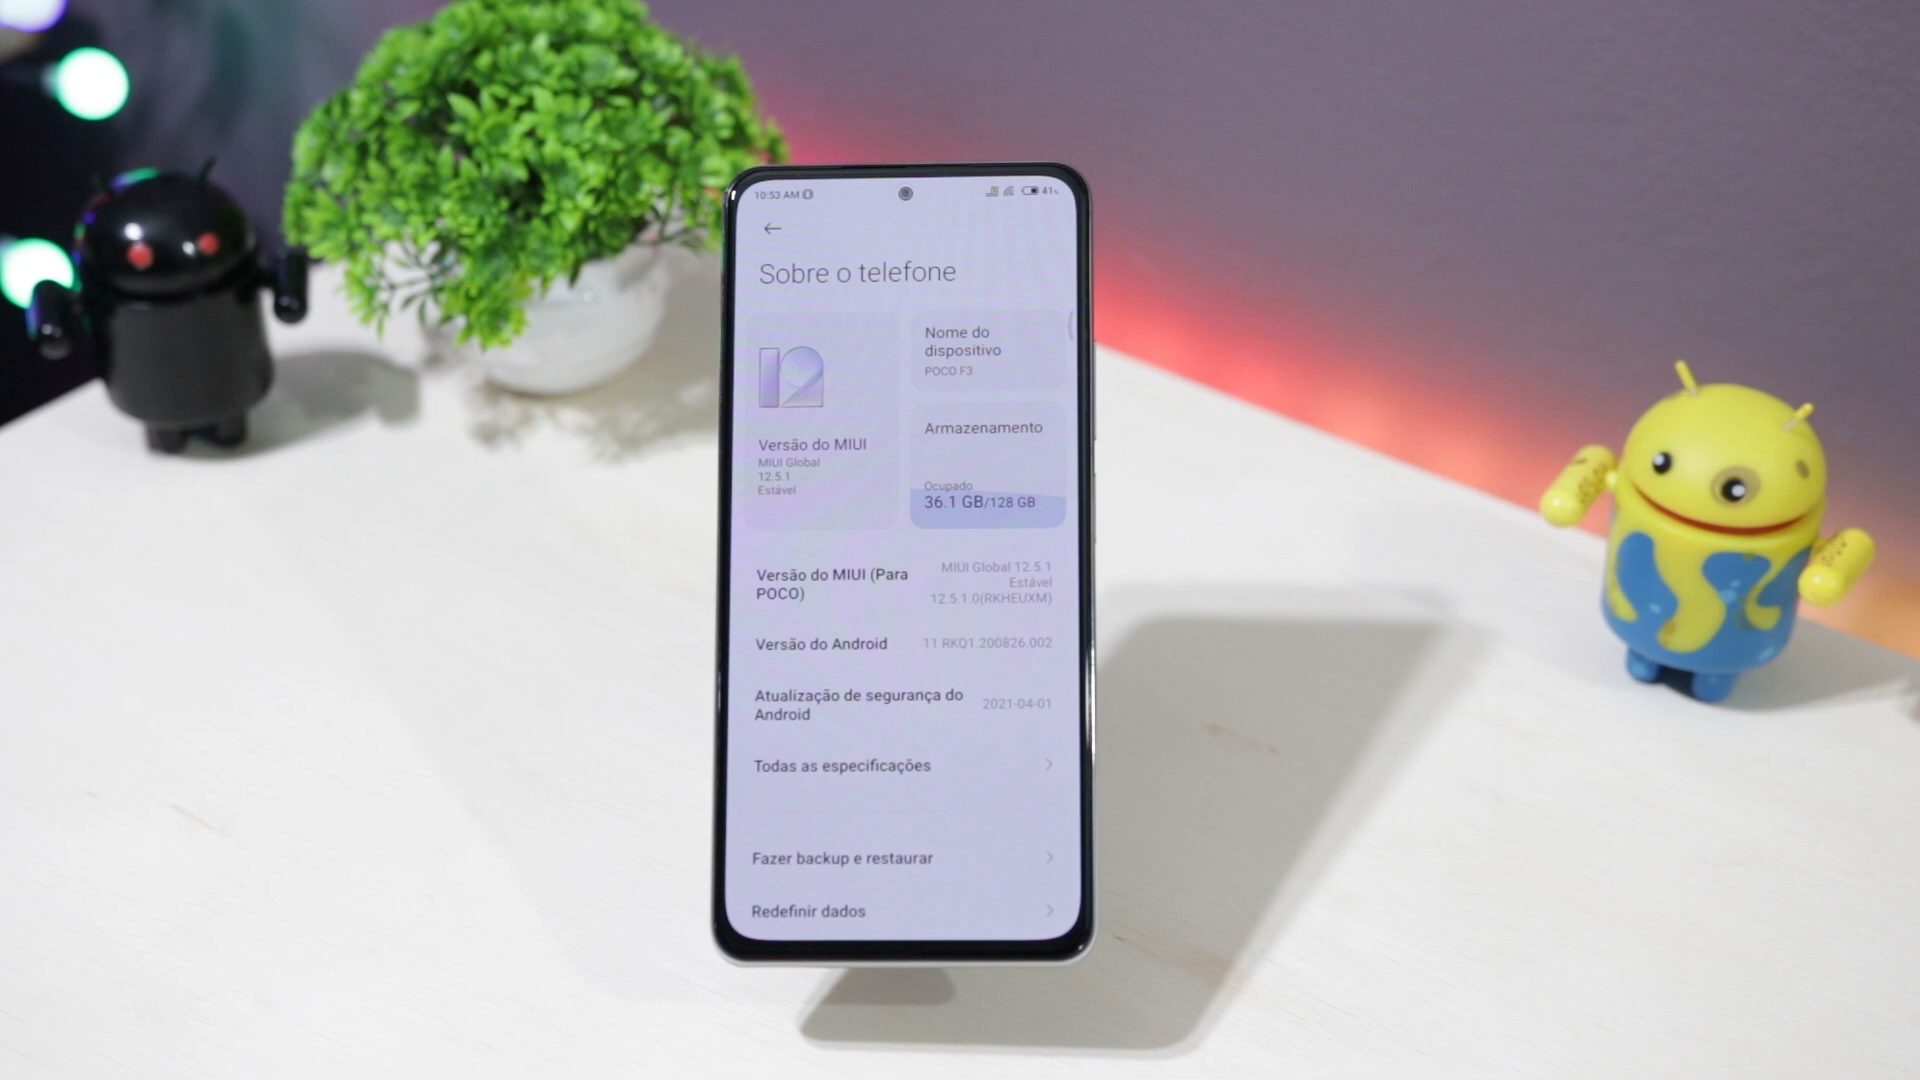 10:53 AM
41%
Sobre o telefone
12
Versão do MIUI
MIUI Global
12.5.1
Estável
Nome do
dispositivo
POCO F3
Armazenamento
Ocupado
36.1 GB/128 GB
Versão do MIUI (Para
POCO)
MIUI Global 12.5.1
Estável
12.5.1.0(RKHEUXM)
Versão do Android
11 RKQ1.200826.002
Atualização de segurança do
Android
2021-04-01
Todas as especificações
Fazer backup e restaurar
Redefinir dados